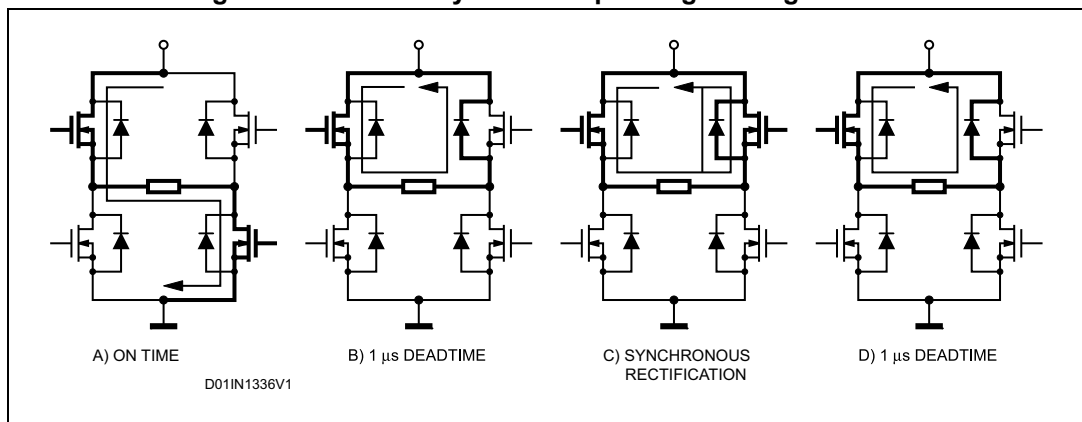 A) ON TIME
B) 1 μs DEADTIME
C) SYNCHRONOUS
RECTIFICATION
D) 1 μs DEADTIME
D01IN1336V1